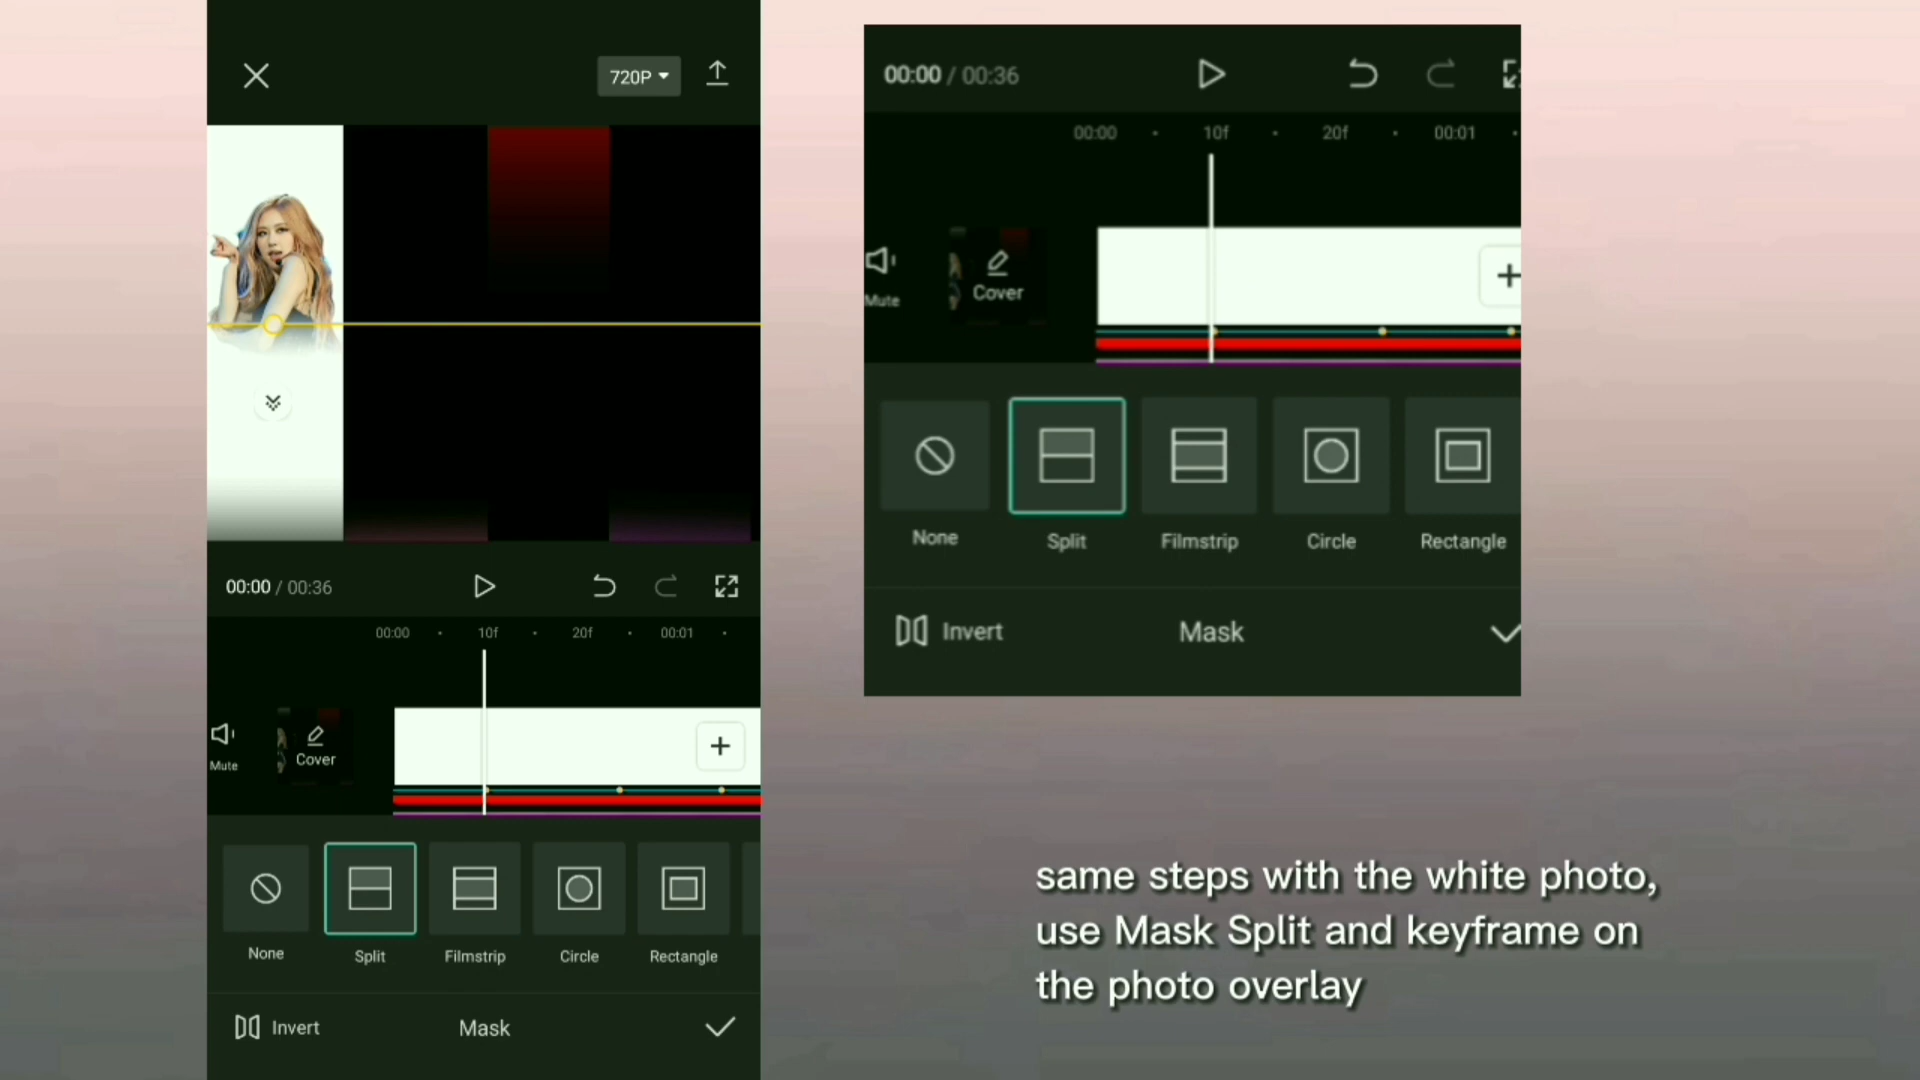 720P
00:00 / 00:36
00:00 10f 20f 00:01
Mute
Cover
None Split Filmstrip Circle Rectangle
Invert Mask
00:00 / 00:36
00:00 10f 20f 00:01
Mute
Cover
None Split Filmstrip Circle Rectangle
Invert Mask
same steps with the white photo,
use Mask Split and keyframe on
the photo overlay